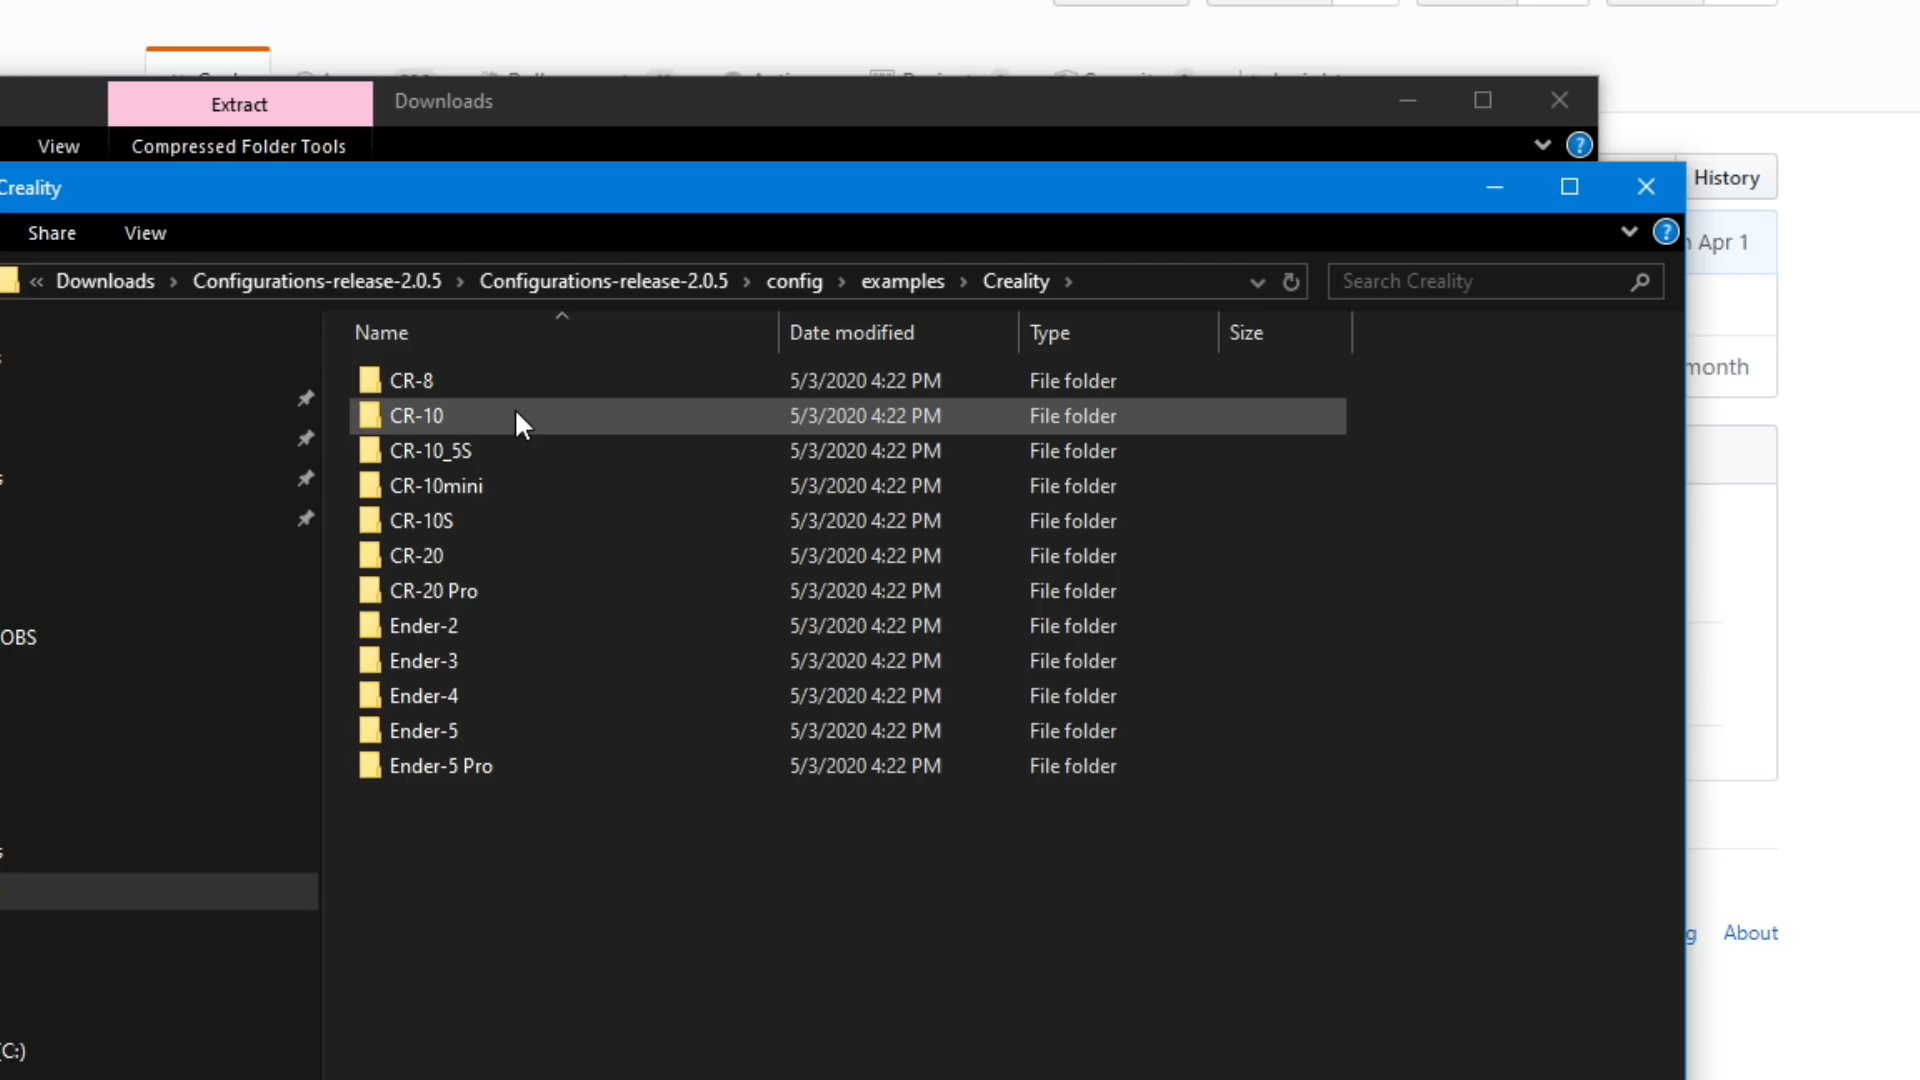 Extract
Downloads
View
Compressed Folder Tools
Creality
History
Share
View
Apr 1
« Downloads › Configurations-release-2.0.5 › Configurations-release-2.0.5 › config › examples › Creality ›
Search Creality
Name
Date modified
Type
Size
month
CR-8 5/3/2020 4:22 PM File folder
CR-10 5/3/2020 4:22 PM File folder
CR-10_5S 5/3/2020 4:22 PM File folder
CR-10mini 5/3/2020 4:22 PM File folder
CR-10S 5/3/2020 4:22 PM File folder
CR-20 5/3/2020 4:22 PM File folder
CR-20 Pro 5/3/2020 4:22 PM File folder
Ender-2 5/3/2020 4:22 PM File folder
OBS
Ender-3 5/3/2020 4:22 PM File folder
Ender-4 5/3/2020 4:22 PM File folder
Ender-5 5/3/2020 4:22 PM File folder
Ender-5 Pro 5/3/2020 4:22 PM File folder
About
(C:)